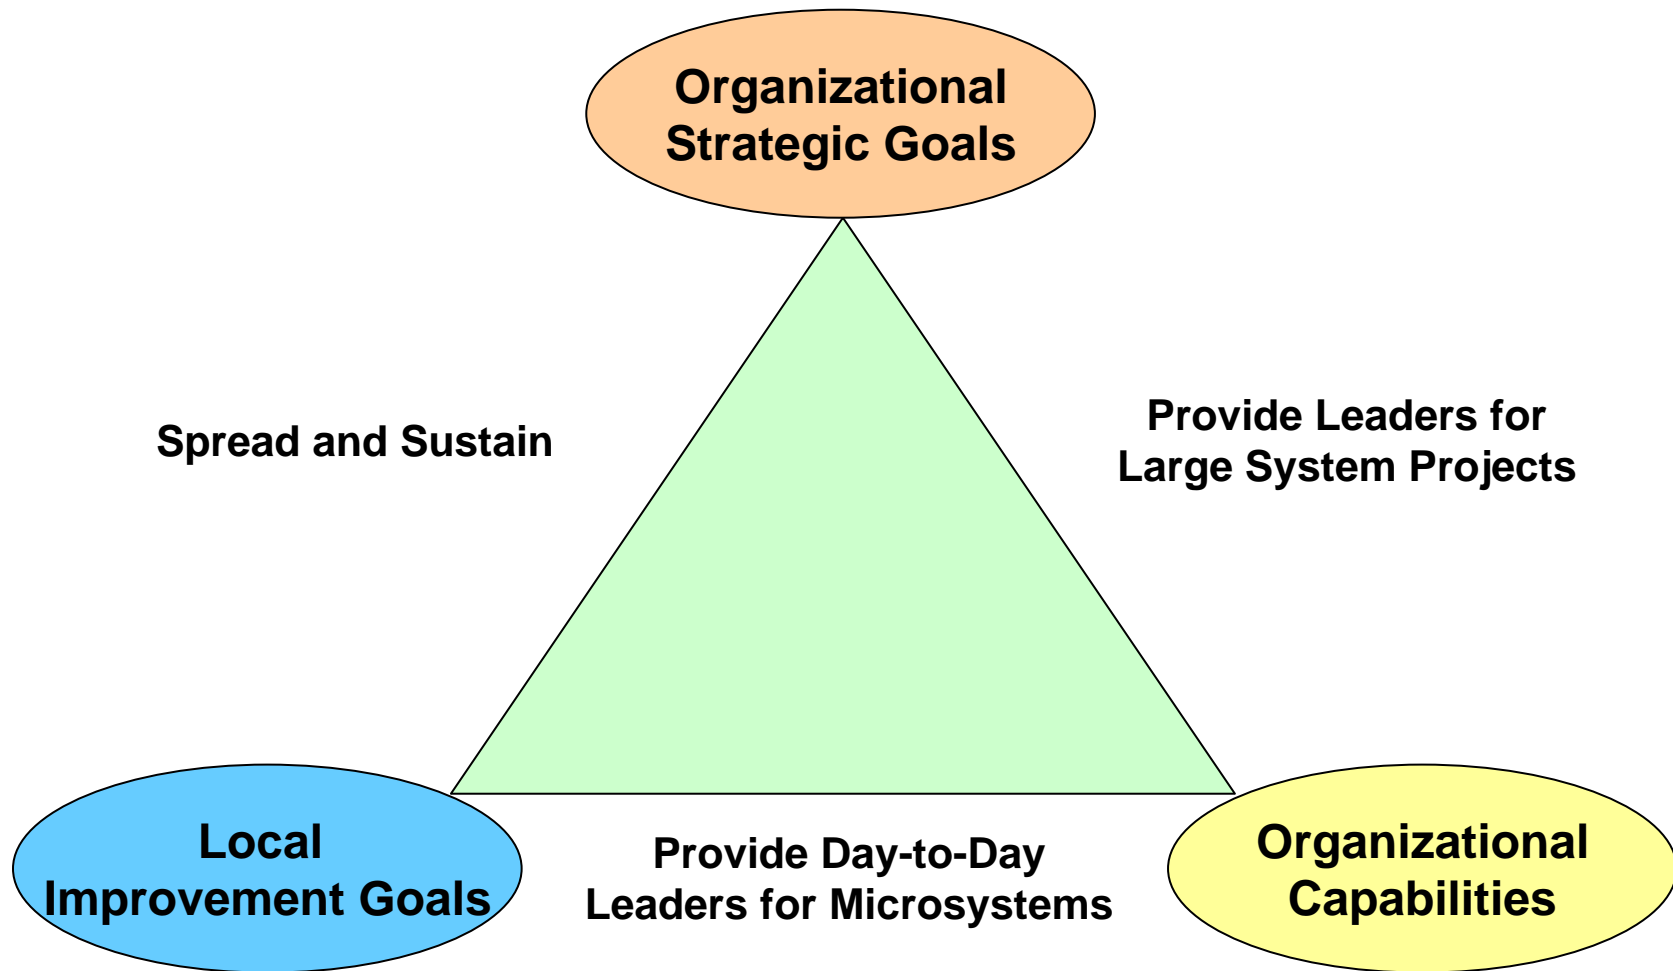 Organizational
Strategic Goals
Spread and Sustain
Provide Leaders for
Large System Projects
Local
Improvement Goals
Provide Day-to-Day
Leaders for Microsystems
Organizational
Capabilities